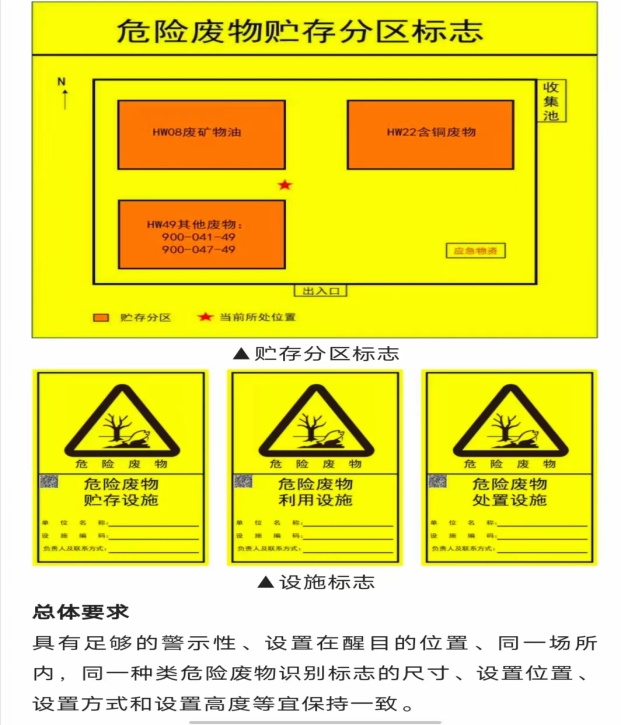 危险废物贮存分区标志
N
收集池
HW08废矿物油
HW22含铜废物
HW49其他废物：
900-041-49
900-047-49
应急物资
出入口
贮存分区
当前所处位置
▲贮存分区标志
危险废物
危险废物
贮存设施
单位名称：
设施编码：
负责人及联系方式：
危险废物
危险废物
利用设施
单位名称：
设施编码：
负责人及联系方式：
危险废物
危险废物
处置设施
单位名称：
设施编码：
负责人及联系方式：
▲设施标志
总体要求
具有足够的警示性、设置在醒目的位置、同一场所
内，同一种类危险废物识别标志的尺寸、设置位置、
设置方式和设置高度等宜保持一致。